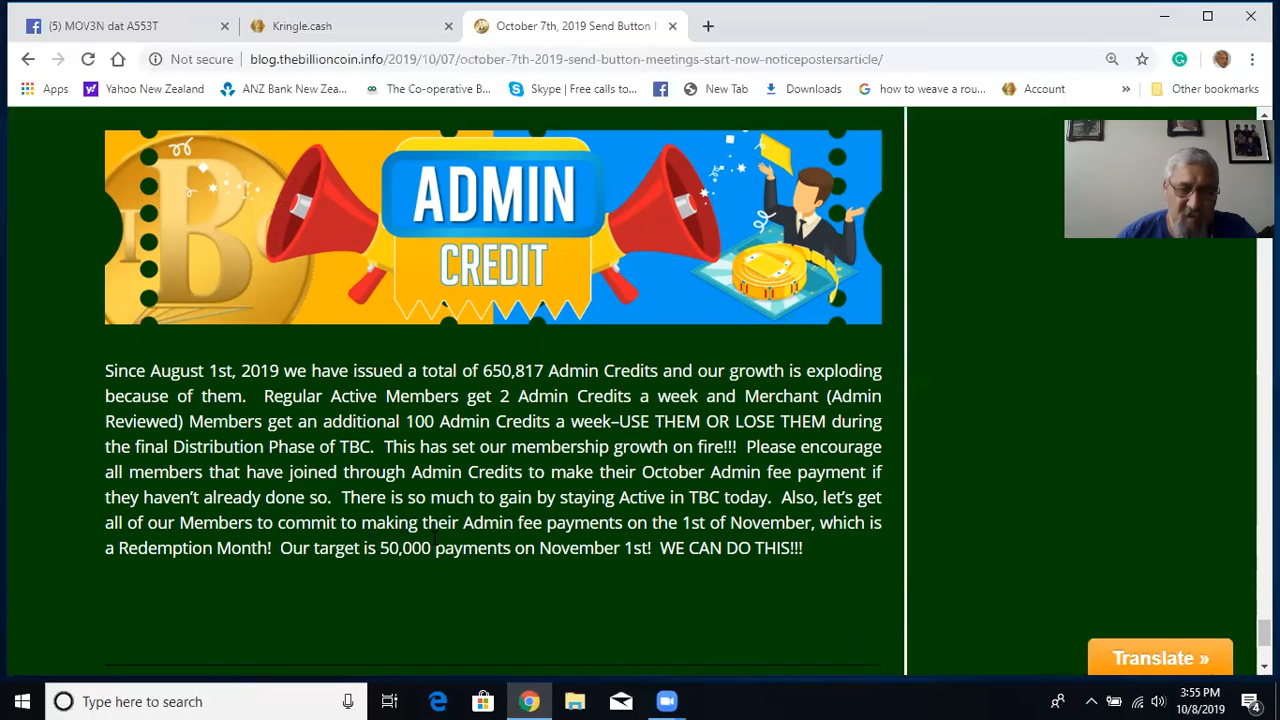 (5) MOV3N dat A553T
Kringle.cash
October 7th, 2019 Send Button
Not secure
blog.thebillioncoin.info/2019/10/07/october-7th-2019-send-button-meetings-start-now-noticepostersarticle/
Apps
Yahoo New Zealand
ANZ Bank New Zea...
The Co-operative B...
Skype | Free calls to...
New Tab
Downloads
how to weave a rou...
Account
»
Other bookmarks
B
ADMIN
CREDIT
Since August 1st, 2019 we have issued a total of 650,817 Admin Credits and our growth is exploding
because of them. Regular Active Members get 2 Admin Credits a week and Merchant (Admin
Reviewed) Members get an additional 100 Admin Credits a week–USE THEM OR LOSE THEM during
the final Distribution Phase of TBC. This has set our membership growth on fire!!! Please encourage
all members that have joined through Admin Credits to make their October Admin fee payment if
they haven't already done so. There is so much to gain by staying Active in TBC today. Also, let's get
all of our Members to commit to making their Admin fee payments on the 1st of November, which is
a Redemption Month! Our target is 50,000 payments on November 1st! WE CAN DO THIS!!!
Translate »
Type here to search
3:55 PM
10/8/2019
4